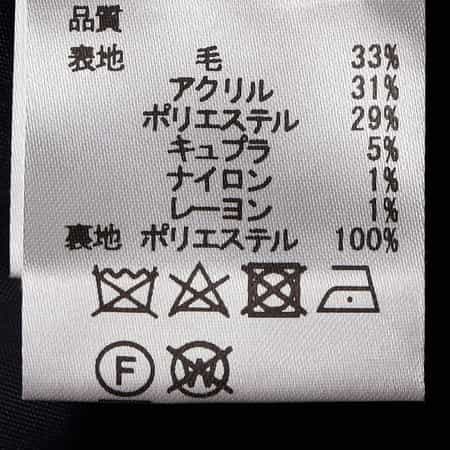 品質
表地 毛 33%
アクリル 31%
ポリエステル 29%
キュプラ 5%
ナイロン 1%
レーヨン 1%
裏地 ポリエステル 100%
F W